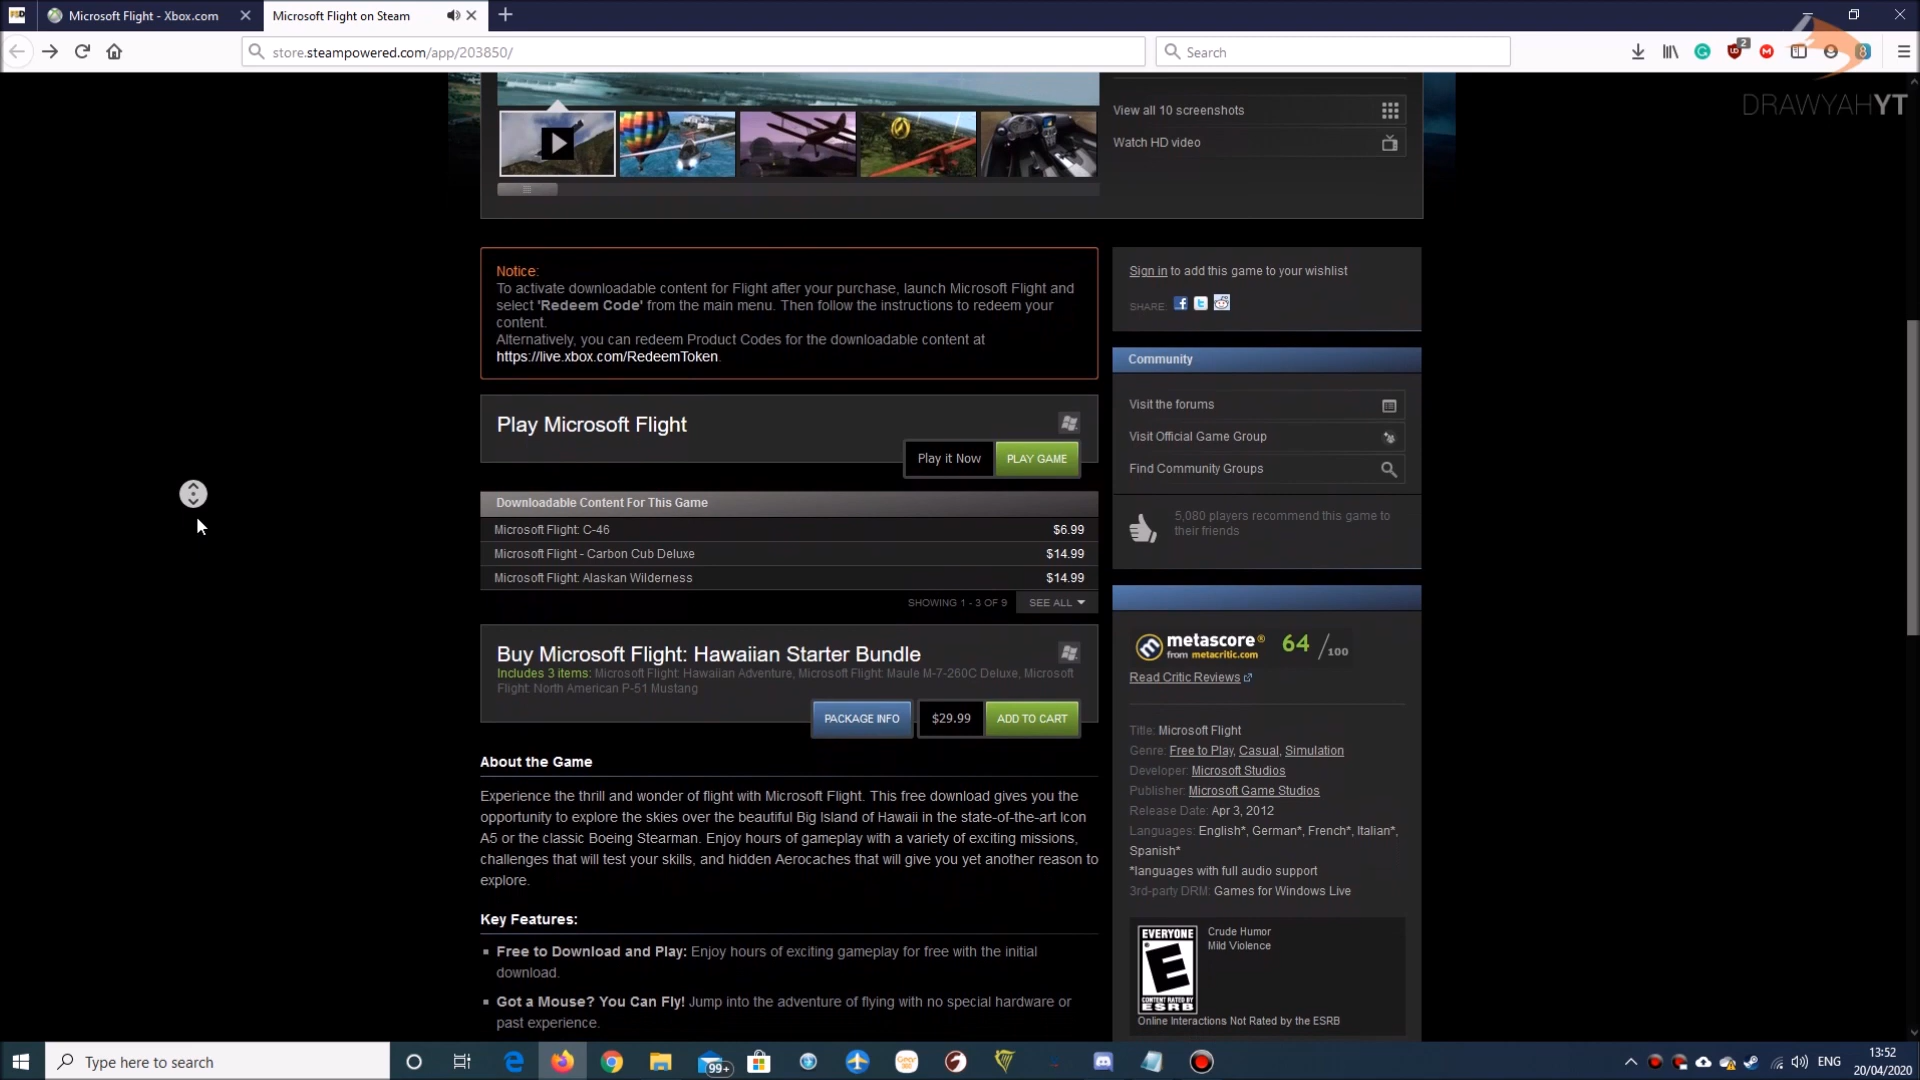 Microsoft Flight - Xbox.com
Microsoft Flight on Steam
store.steampowered.com/app/203850/
Search
2
DRAWYAHYT
View all 10 screenshots
Watch HD video
Notice:
To activate downloadable content for Flight after your purchase, launch Microsoft Flight and
select 'Redeem Code' from the main menu. Then follow the instructions to redeem your
content.
Alternatively, you can redeem Product Codes for the downloadable content at
https://live.xbox.com/RedeemToken.
Play Microsoft Flight
Play it Now
PLAY GAME
Downloadable Content For This Game
Microsoft Flight: C-46 $6.99
Microsoft Flight - Carbon Cub Deluxe $14.99
Microsoft Flight: Alaskan Wilderness $14.99
SHOWING 1 - 3 OF 9 SEE ALL
Buy Microsoft Flight: Hawaiian Starter Bundle
Includes 3 items: Microsoft Flight: Hawaiian Adventure, Microsoft Flight: Maule M-7-260C Deluxe, Microsoft
Flight: North American P-51 Mustang
PACKAGE INFO
$29.99
ADD TO CART
About the Game
Experience the thrill and wonder of flight with Microsoft Flight. This free download gives you the
opportunity to explore the skies over the beautiful Big Island of Hawaii in the state-of-the-art Icon
A5 or the classic Boeing Stearman. Enjoy hours of gameplay with a variety of exciting missions,
challenges that will test your skills, and hidden Aerocaches that will give you yet another reason to
explore.
Key Features:
Free to Download and Play: Enjoy hours of exciting gameplay for free with the initial
download.
Got a Mouse? You Can Fly! Jump into the adventure of flying with no special hardware or
past experience.
Sign in to add this game to your wishlist
SHARE:
Community
Visit the forums
Visit Official Game Group
Find Community Groups
5,080 players recommend this game to
their friends
metascore® 64 /100
from metacritic.com
Read Critic Reviews
Title: Microsoft Flight
Genre: Free to Play, Casual, Simulation
Developer: Microsoft Studios
Publisher: Microsoft Game Studios
Release Date: Apr 3, 2012
Languages: English*, German*, French*, Italian*,
Spanish*
*languages with full audio support
3rd-party DRM: Games for Windows Live
EVERYONE
E
CONTENT RATED BY
ESRB
Crude Humor
Mild Violence
Online Interactions Not Rated by the ESRB
Type here to search
99+
ENG
13:52
20/04/2020